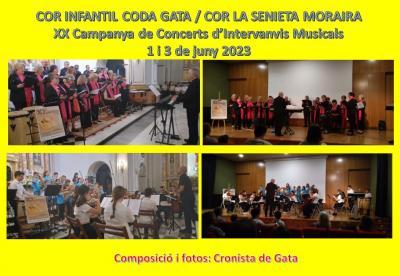 COR INFANTIL CODA GATA / COR LA SENIETA MORAIRA
XX Campanya de Concerts d'Intervanvis Musicals
1 i 3 de juny 2023
Composició i fotos: Cronista de Gata